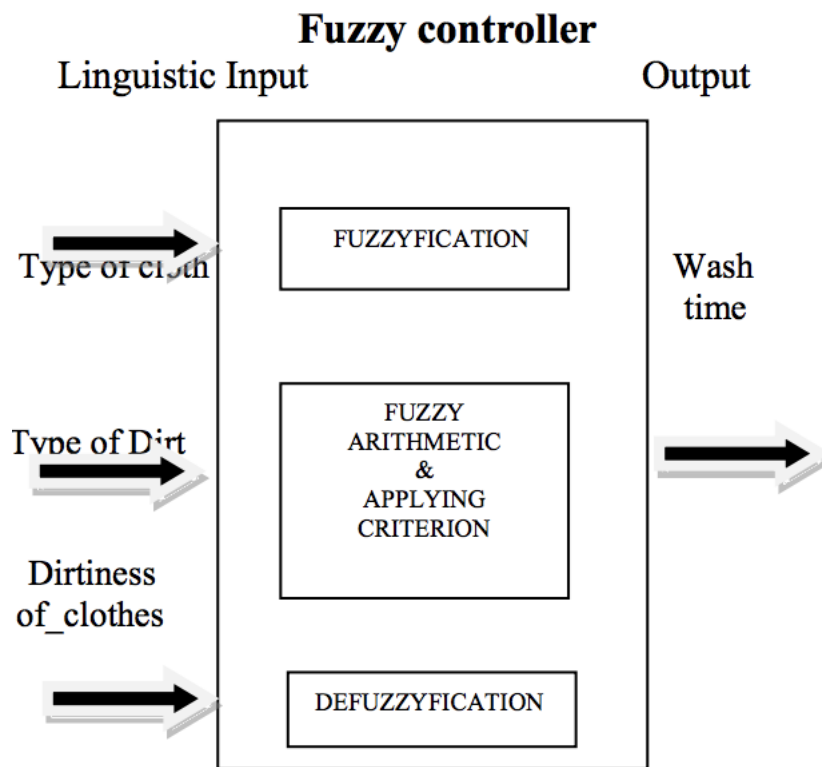 Fuzzy controller
Linguistic Input
Output
FUZZYFICATION
Type of cloth
Wash
time
FUZZY
ARITHMETIC
&
APPLYING
CRITERION
Type of Dirt
Dirtiness
of_clothes
DEFUZZYFICATION